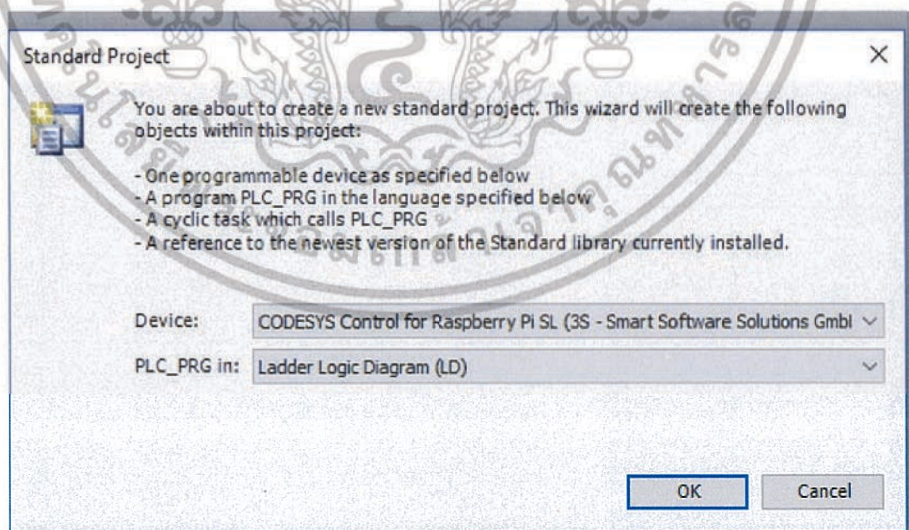 Standard Project
You are about to create a new standard project. This wizard will create the following
objects within this project:
- One programmable device as specified below
- A program PLC_PRG in the language specified below
- A cyclic task which calls PLC_PRG
- A reference to the newest version of the Standard library currently installed.
Device:
CODESYS Control for Raspberry Pi SL (3S - Smart Software Solutions Gmbl
PLC_PRG in:
Ladder Logic Diagram (LD)
OK
Cancel